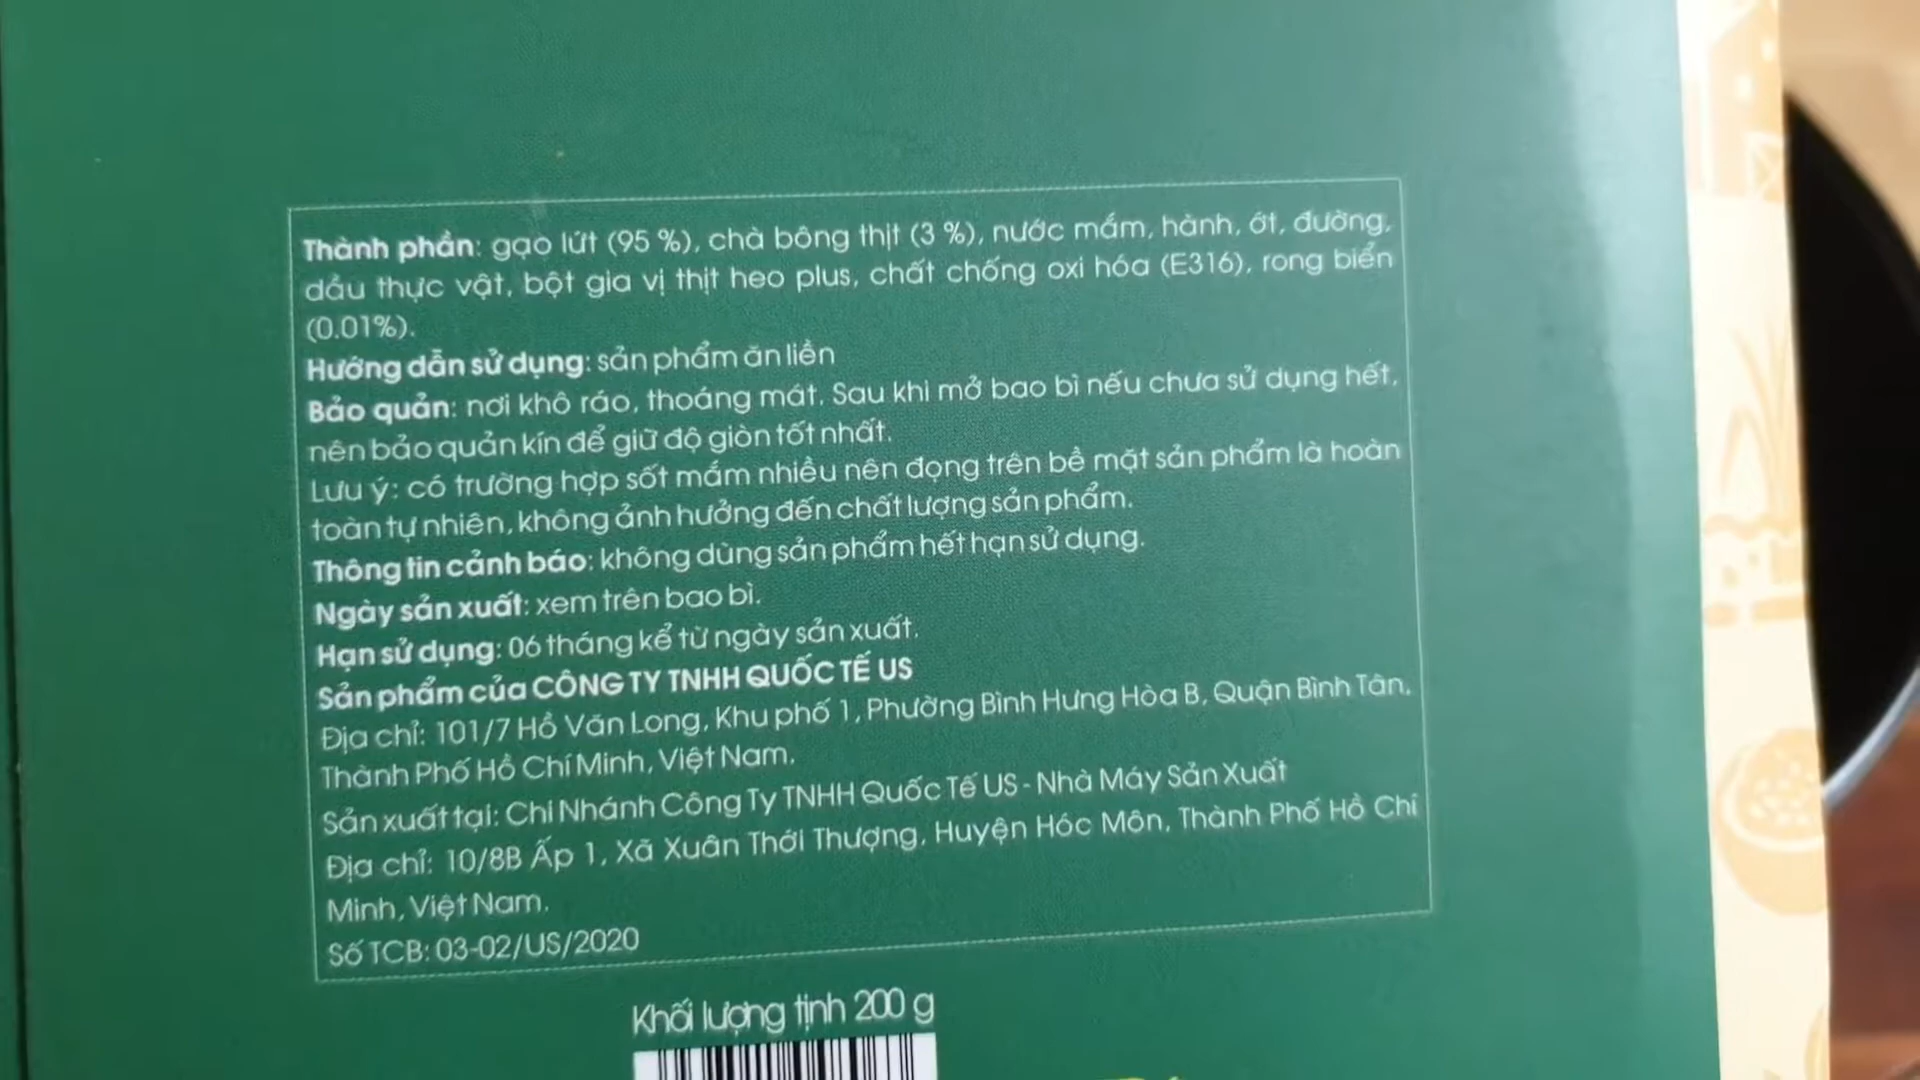 Thành phần: gạo lứt (95 %), chà bông thịt (3 %), nước mắm, hành, ớt, đường,
dầu thực vật, bột gia vị thịt heo plus, chất chống oxi hóa (E316), rong biển
(0.01%).
Hướng dẫn sử dụng: sản phẩm ăn liền
Bảo quản: nơi khô ráo, thoáng mát. Sau khi mở bao bì nếu chưa sử dụng hết,
nên bảo quản kín để giữ độ giòn tốt nhất.
Lưu ý: có trường hợp sốt mắm nhiều nên đọng trên bề mặt sản phẩm là hoàn
toàn tự nhiên, không ảnh hưởng đến chất lượng sản phẩm.
Thông tin cảnh báo: không dùng sản phẩm hết hạn sử dụng.
Ngày sản xuất: xem trên bao bì.
Hạn sử dụng: 06 tháng kể từ ngày sản xuất.
Sản phẩm của CÔNG TY TNHH QUỐC TẾ US
Địa chỉ: 101/7 Hồ Văn Long, Khu phố 1, Phường Bình Hưng Hòa B, Quận Bình Tân,
Thành Phố Hồ Chí Minh, Việt Nam.
Sản xuất tại: Chi Nhánh Công Ty TNHH Quốc Tế US - Nhà Máy Sản Xuất
Địa chỉ: 10/8B Ấp 1, Xã Xuân Thới Thượng, Huyện Hóc Môn, Thành Phố Hồ Chí
Minh, Việt Nam.
Số TCB: 03-02/US/2020
Khối lượng tịnh 200 g